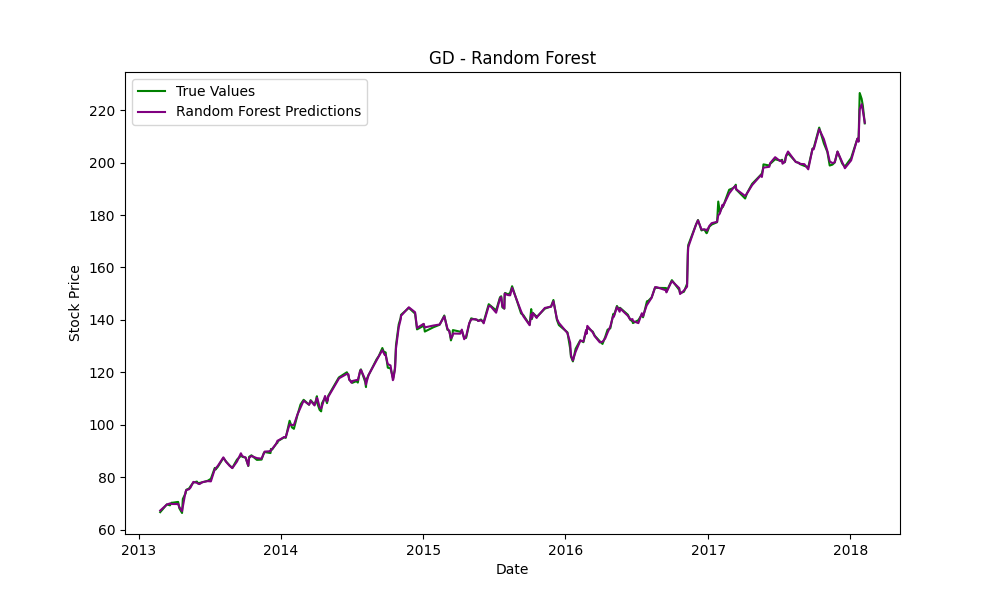 GD - Random Forest
True Values
Random Forest Predictions
220
200
180
160
140
120
100
80
60
Stock Price
2013 2014 2015 2016 2017 2018
Date